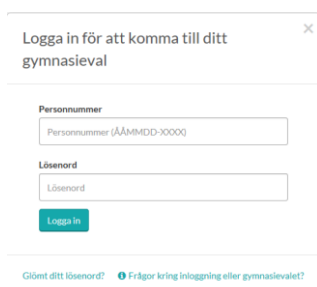 Logga in för att komma till ditt
gymnasieval
Personnummer
Personnummer (ÅÅMMDD-XXXX)
Lösenord
Lösenord
Logga in
Glömt ditt lösenord? Frågor kring inloggning eller gymnasievalet?